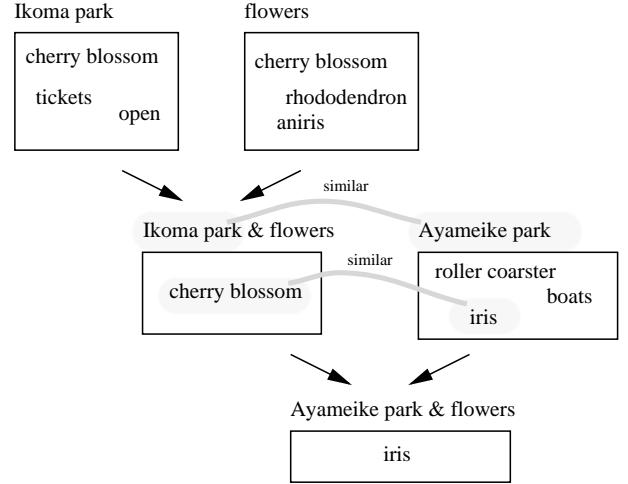 Ikoma park
flowers
cherry blossom
tickets
open
cherry blossom
rhododendron
aniris
similar
Ikoma park & flowers
Ayameike park
cherry blossom
similar
roller coarster
boats
iris
Ayameike park & flowers
iris